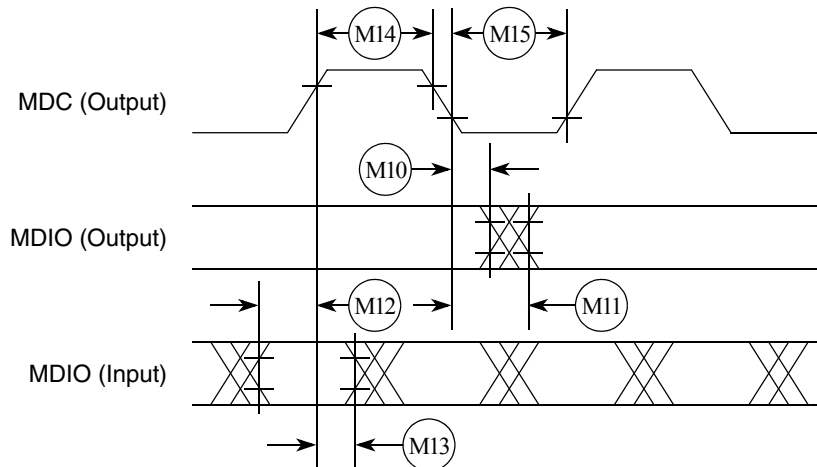 M14
M15
MDC (Output)
M10
MDIO (Output)
M12
M11
MDIO (Input)
M13